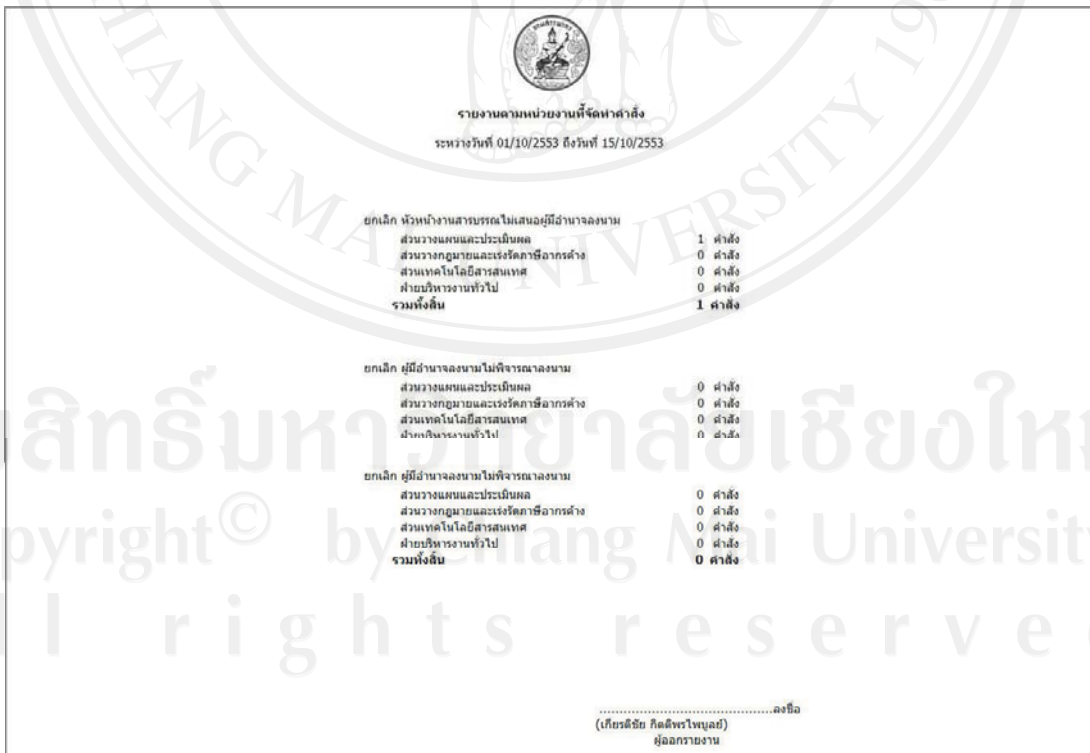 รายงานตามหน่วยงานที่จัดทำคำสั่ง
ระหว่างวันที่ 01/10/2553 ถึงวันที่ 15/10/2553
ยกเลิก หัวหน้างานสารบรรณไม่เสนอผู้มีอำนาจลงนาม
ส่วนวางแผนและประเมินผล 1 คำสั่ง
ส่วนวางกฎมายและเร่งรัดภาษีอากรค้าง 0 คำสั่ง
ส่วนเทคโนโลยีสารสนเทศ 0 คำสั่ง
ฝ่ายบริหารงานทั่วไป 0 คำสั่ง
รวมทั้งสิ้น 1 คำสั่ง
ยกเลิก ผู้มีอำนาจลงนามไม่พิจารณาลงนาม
ส่วนวางแผนและประเมินผล 0 คำสั่ง
ส่วนวางกฎมายและเร่งรัดภาษีอากรค้าง 0 คำสั่ง
ส่วนเทคโนโลยีสารสนเทศ 0 คำสั่ง
ฝ่ายบริหารงานทั่วไป 0 คำสั่ง
ยกเลิก ผู้มีอำนาจลงนามไม่พิจารณาลงนาม
ส่วนวางแผนและประเมินผล 0 คำสั่ง
ส่วนวางกฎมายและเร่งรัดภาษีอากรค้าง 0 คำสั่ง
ส่วนเทคโนโลยีสารสนเทศ 0 คำสั่ง
ฝ่ายบริหารงานทั่วไป 0 คำสั่ง
รวมทั้งสิ้น 0 คำสั่ง
...........................................ลงชื่อ
(เกียรติชัย กิตติพรไพบูลย์)
ผู้ออกรายงาน
CHIANG MAI UNIVERSITY 19
สิทธิ์มหาวิทยาลัยเชียงให
pyright© by Chiang Mai Universit
l rights reserve